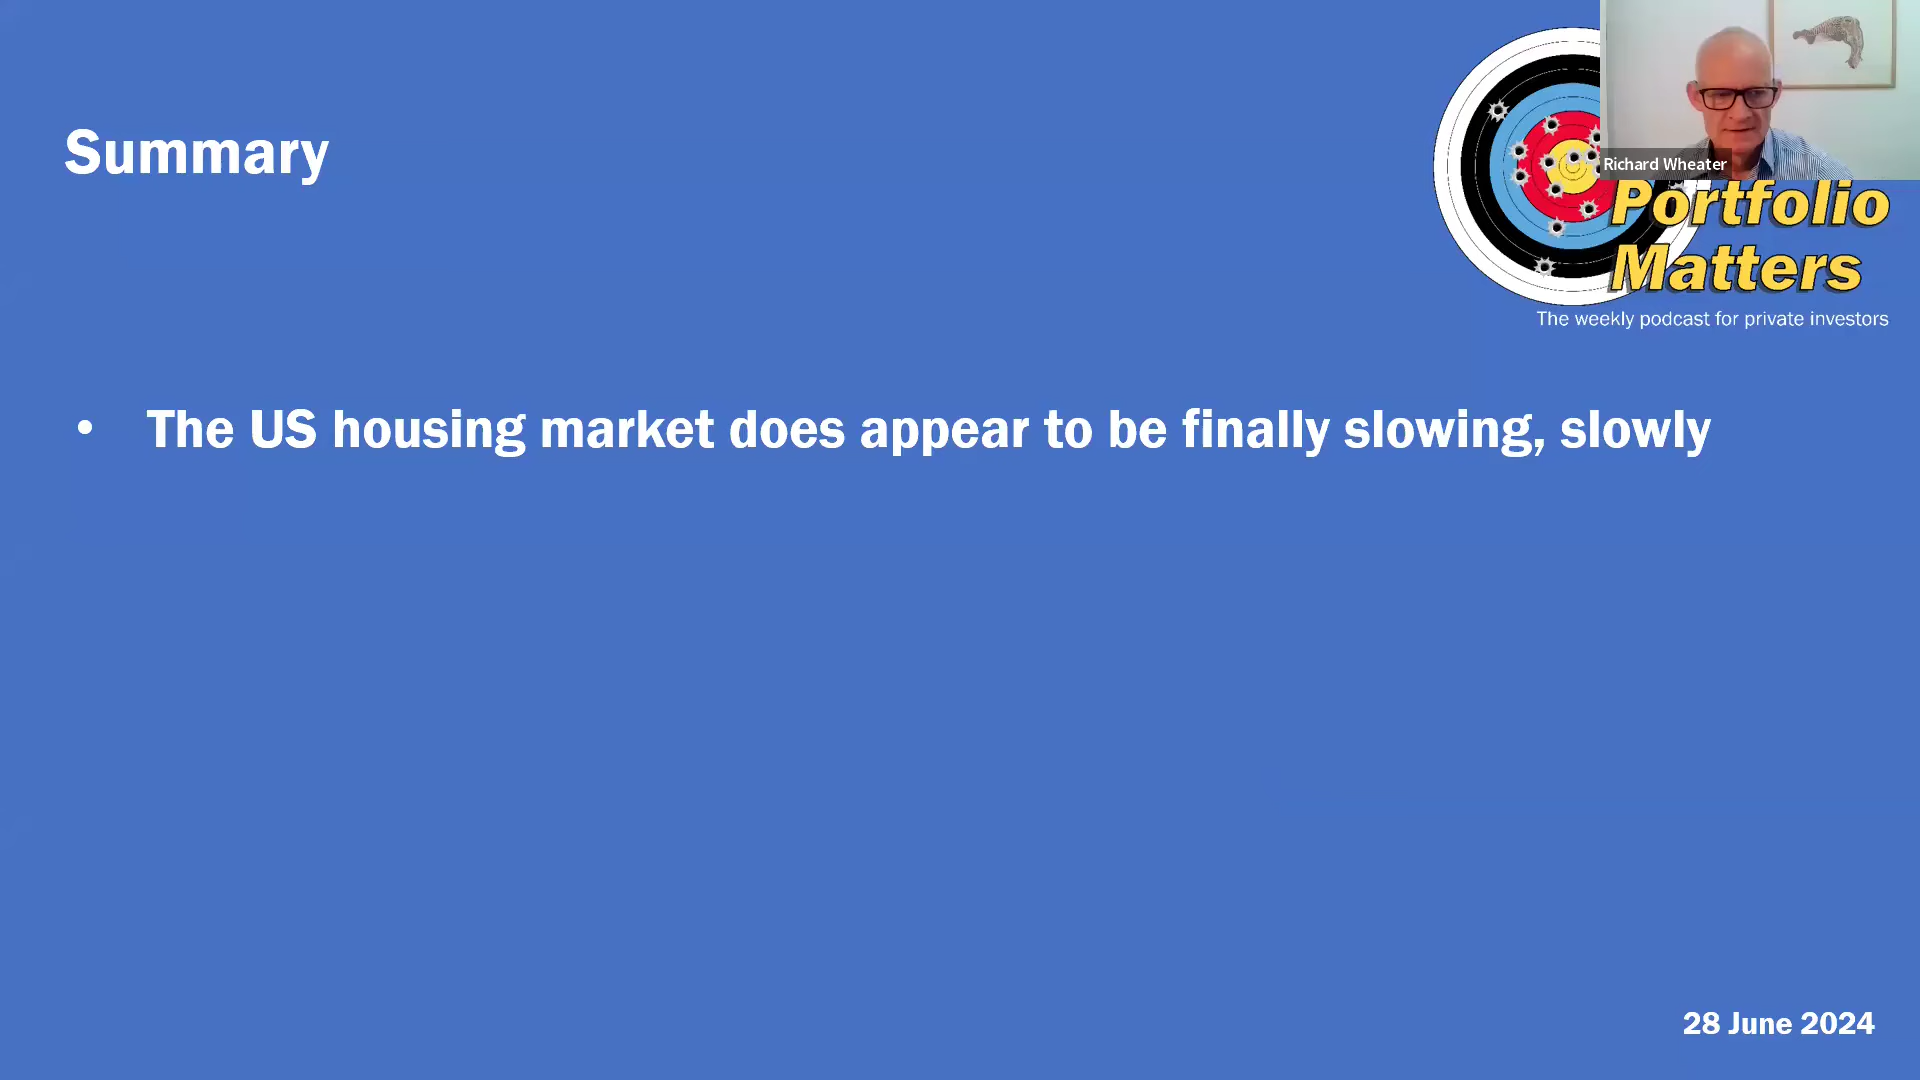 Summary
Richard Wheater
Portfolio
Matters
The weekly podcast for private investors
• The US housing market does appear to be finally slowing, slowly
28 June 2024